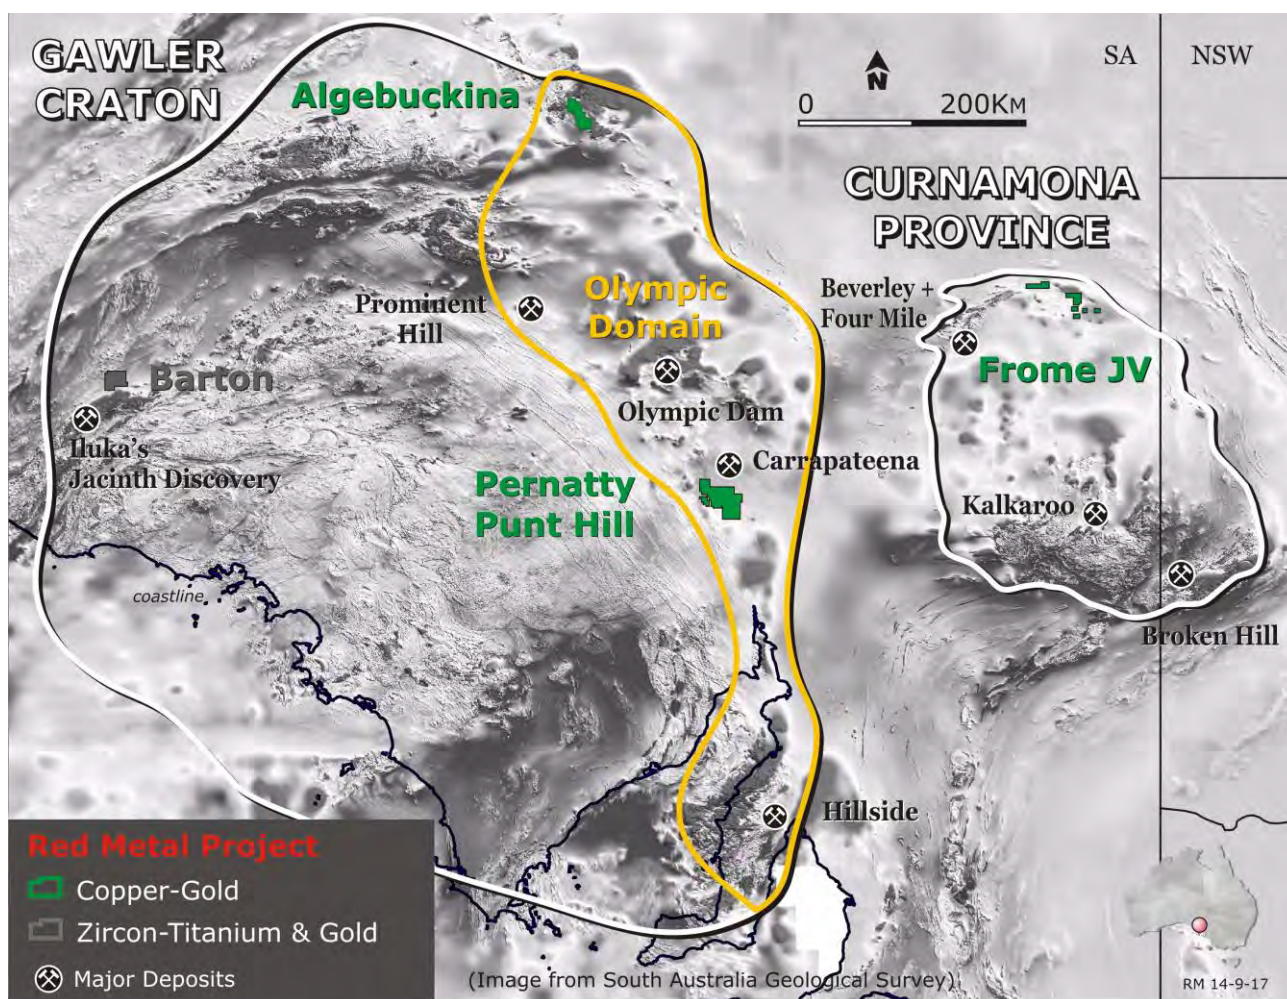 GAWLER
CRATON
Algebuckina
N
0 200KM
SA
NSW
CURNAMONA
PROVINCE
Prominent
Hill
Olympic
Domain
Beverley +
Four Mile
Barton
Olympic Dam
Frome JV
Iluka's
Jacinth Discovery
Carrapateena
Pernatty
Punt Hill
Kalkaroo
coastline
Broken Hill
Hillside
Red Metal Project
Copper-Gold
Zircon-Titanium & Gold
Major Deposits
(Image from South Australia Geological Survey)
RM 14-9-17